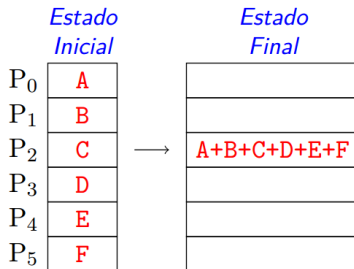 Estado Inicial
Estado Final
P0 A
P1 B
P2 C ⟶ A+B+C+D+E+F
P3 D
P4 E
P5 F